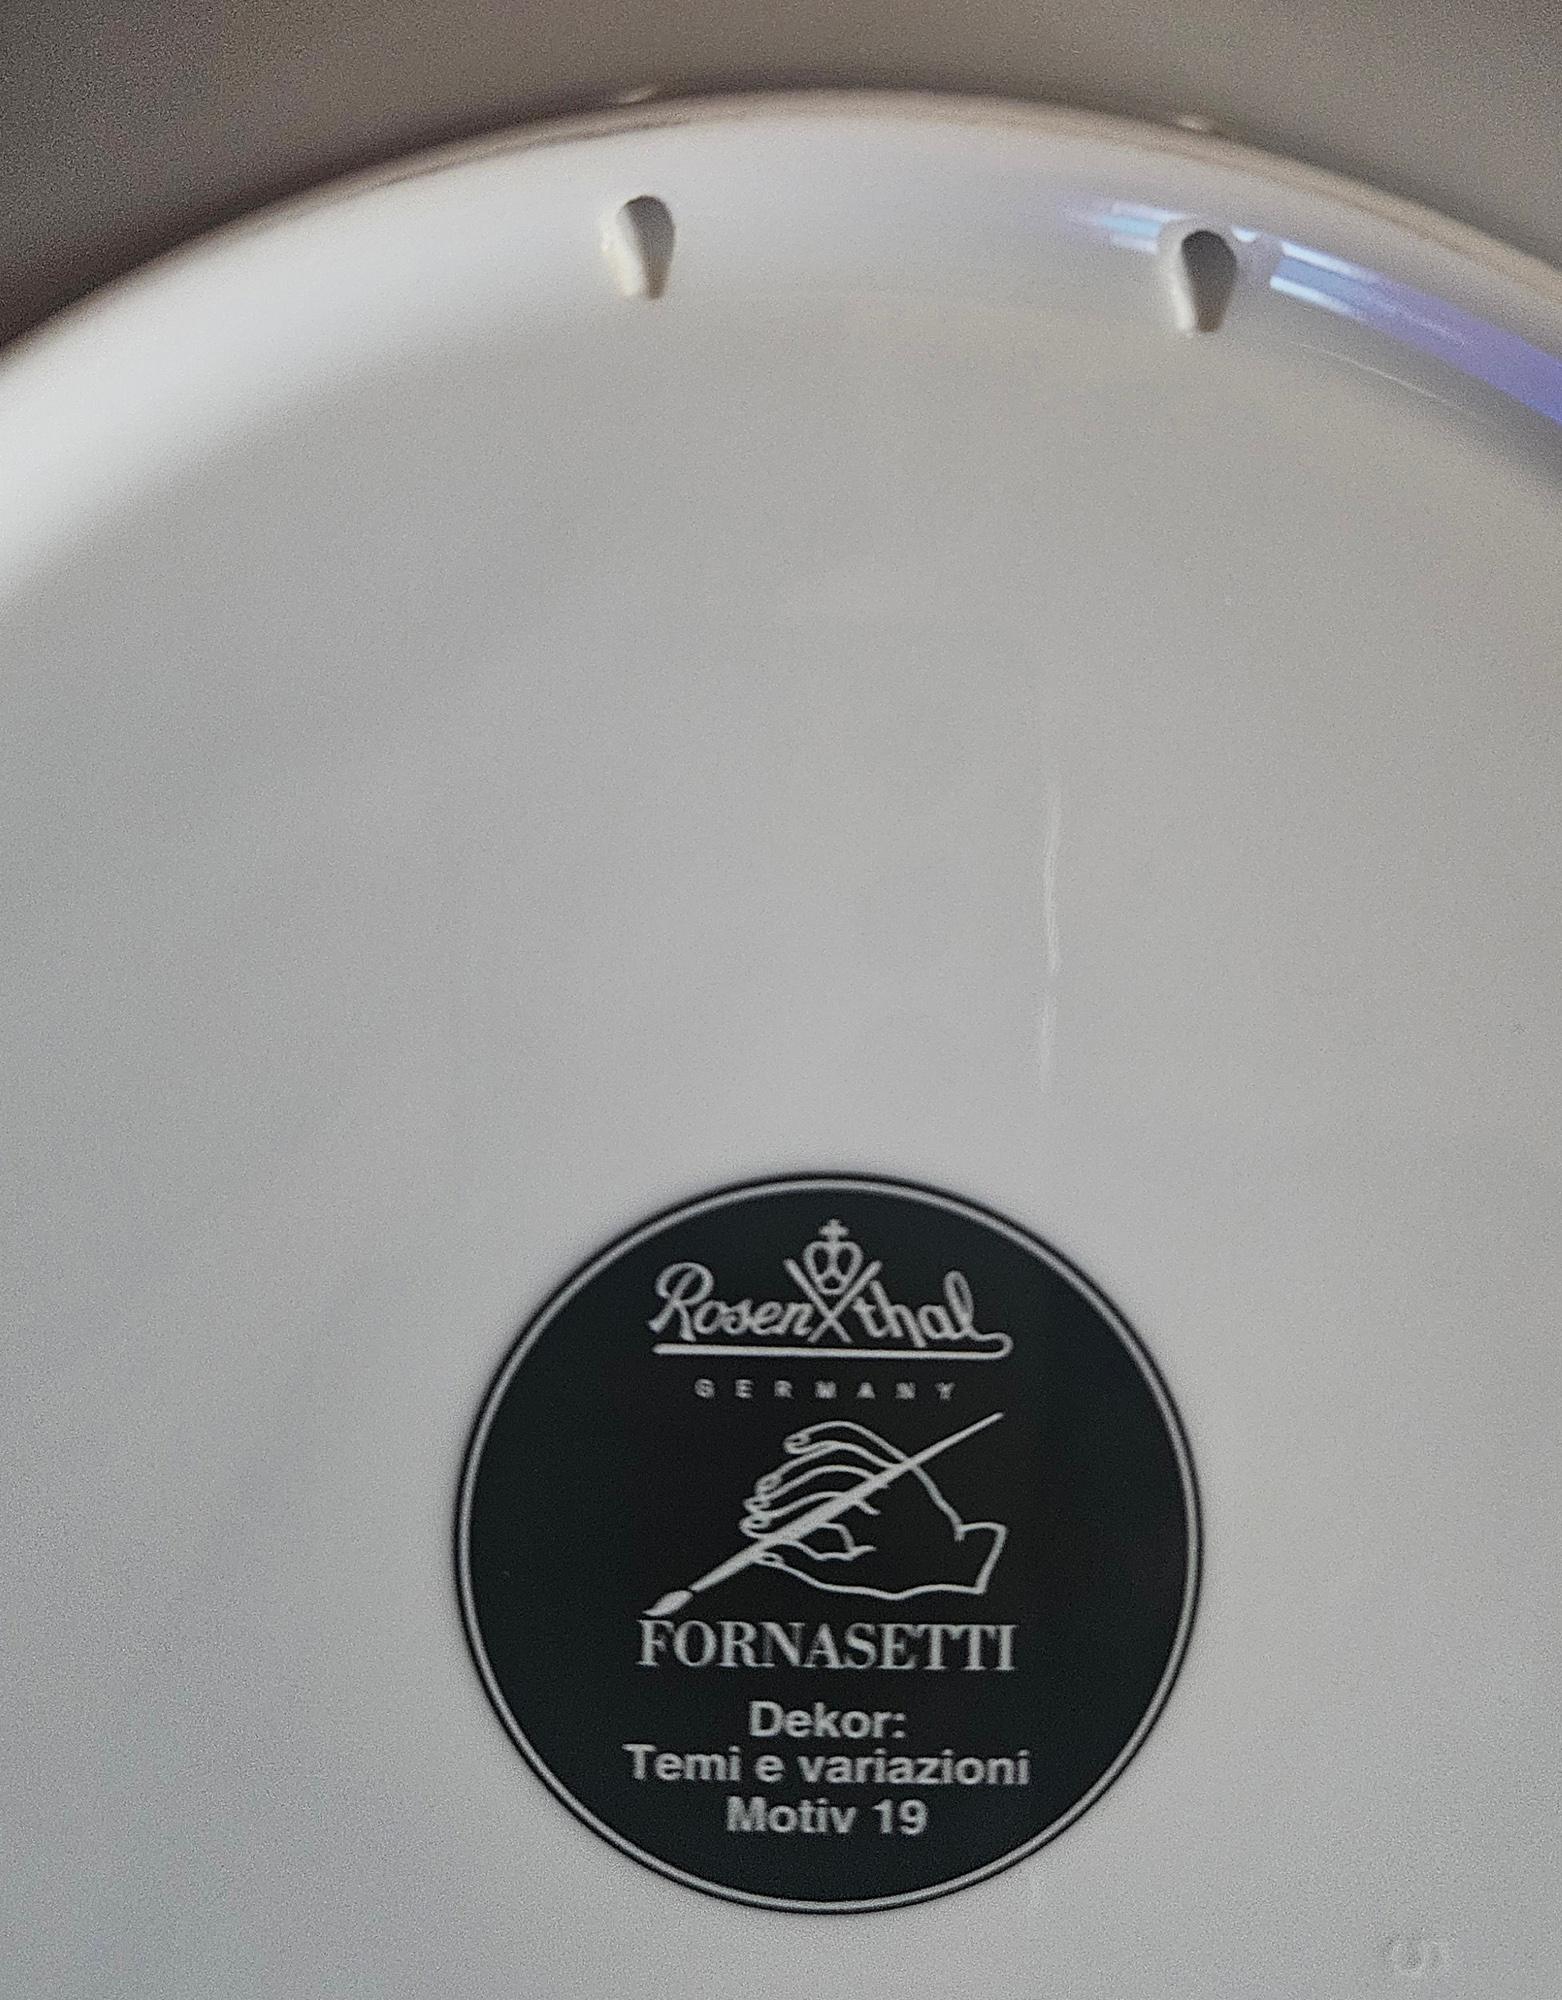 Rosenthal
GERMANY
FORNASETTI
Dekor:
Temi e variazioni
Motiv 19